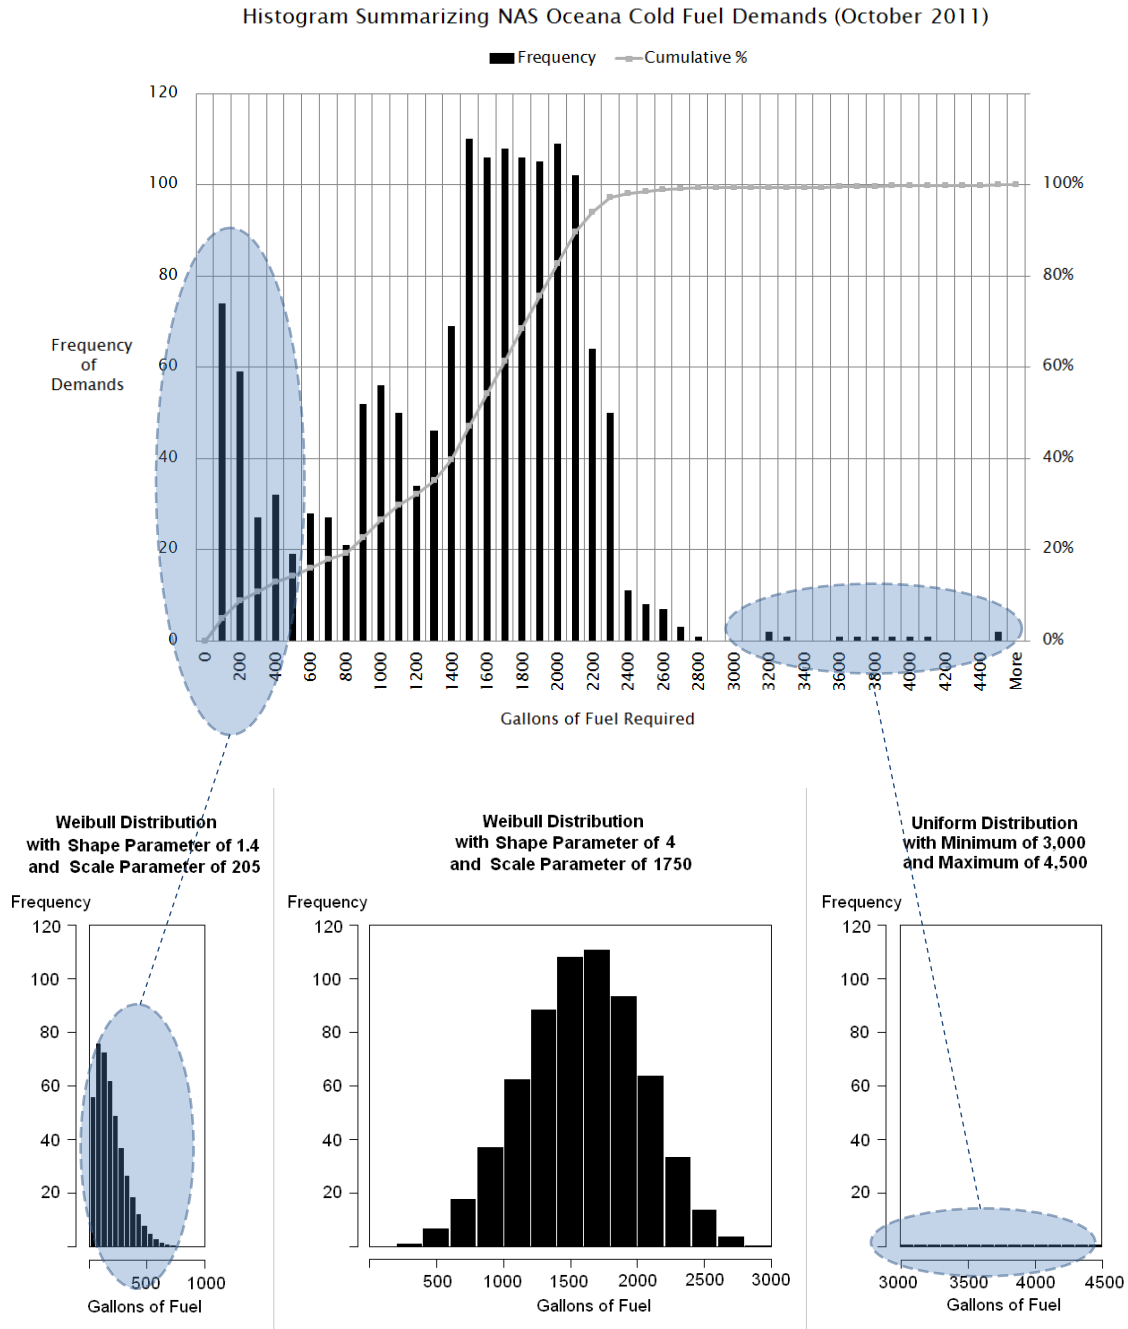 Histogram Summarizing NAS Oceana Cold Fuel Demands (October 2011)
Frequency Cumulative %
120
100 100%
80 80%
Frequency
of
Demands
60 60%
40 40%
20 20%
0 0%
0 200 400 600 800 1000 1200 1400 1600 1800 2000 2200 2400 2600 2800 3000 3200 3400 3600 3800 4000 4200 4400 More
Gallons of Fuel Required
Weibull Distribution
with Shape Parameter of 1.4
and Scale Parameter of 205
Frequency
120
100
80
60
40
20
500 1000
Gallons of Fuel
Weibull Distribution
with Shape Parameter of 4
and Scale Parameter of 1750
Frequency
120
100
80
60
40
20
500 1000 1500 2000 2500 3000
Gallons of Fuel
Uniform Distribution
with Minimum of 3,000
and Maximum of 4,500
Frequency
120
100
80
60
40
20
3000 3500 4000 4500
Gallons of Fuel